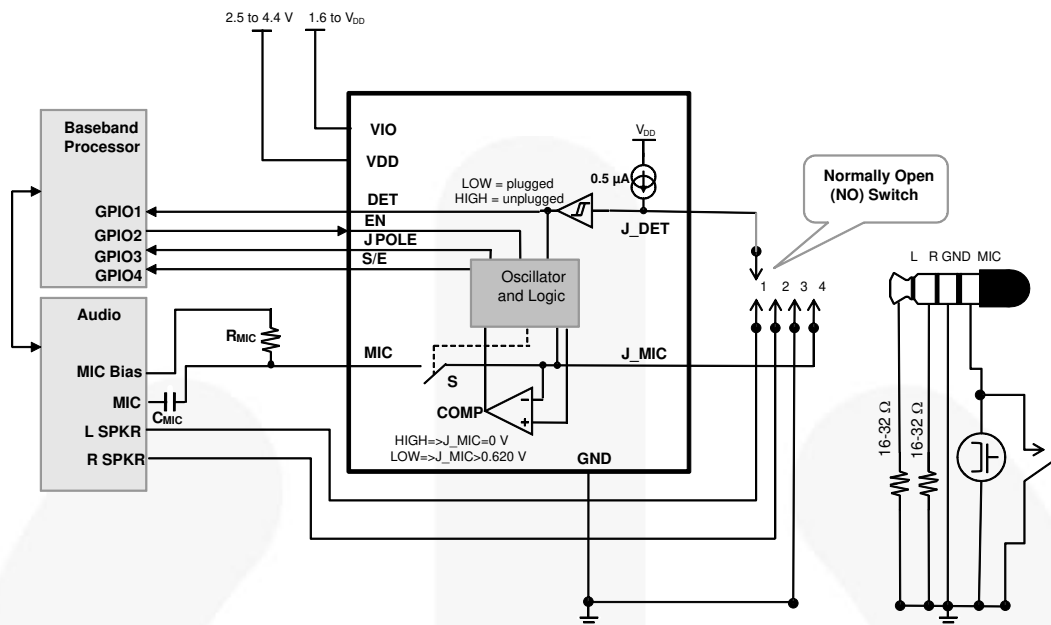 2.5 to 4.4 V
1.6 to VDD
Baseband
Processor
GPIO1
GPIO2
GPIO3
GPIO4
Audio
MIC Bias
MIC
L SPKR
R SPKR
RMIC
CMIC
VIO
VDD
DET
EN
JPOLE
S/E
MIC
LOW = plugged
HIGH = unplugged
VDD
0.5 µA
J_DET
Oscillator
and Logic
J_MIC
S
COMP
HIGH=>J_MIC=0 V
LOW=>J_MIC>0.620 V
GND
Normally Open
(NO) Switch
1 2 3 4
L R GND MIC
16-32 Ω
16-32 Ω